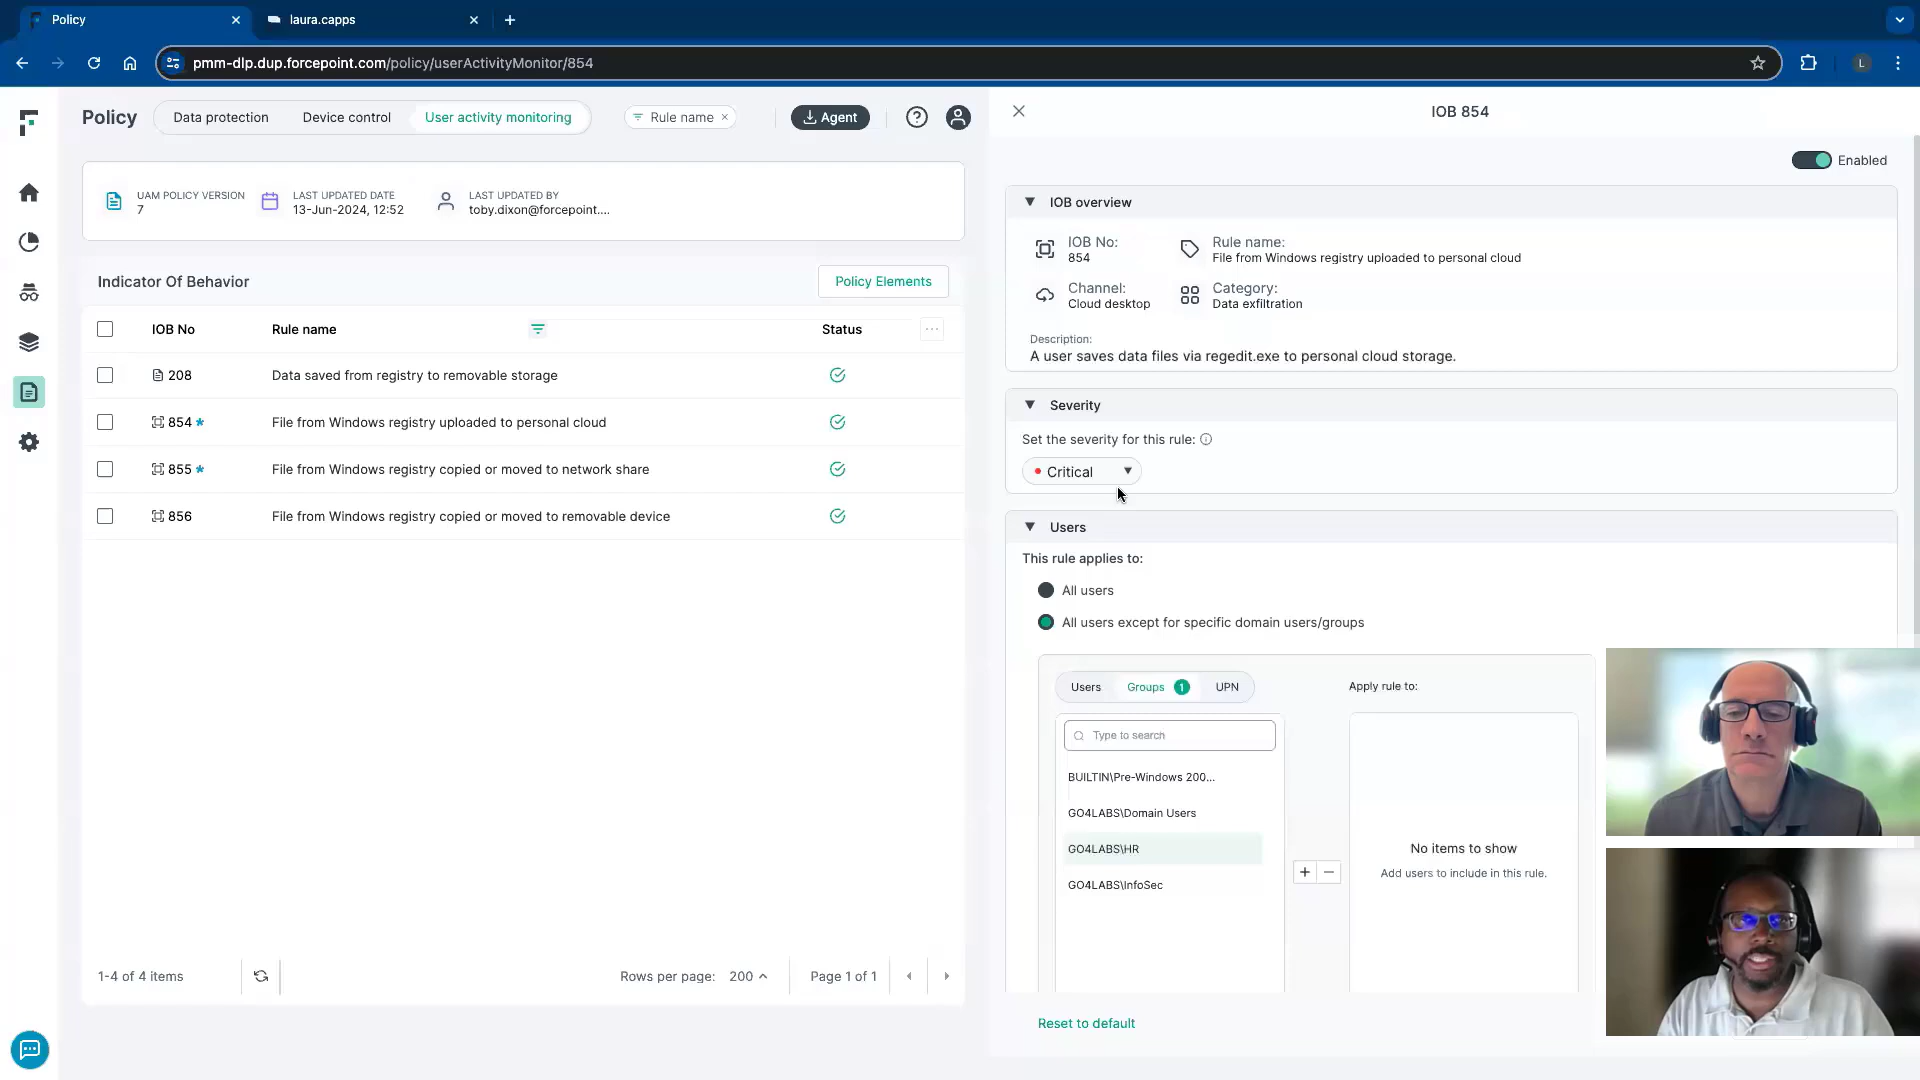 Policy
laura.capps
pmm-dlp.dup.forcepoint.com/policy/userActivityMonitor/854
L
Policy
Data protection
Device control
User activity monitoring
Rule name
Agent
UAM POLICY VERSION
7
LAST UPDATED DATE
13-Jun-2024, 12:52
LAST UPDATED BY
toby.dixon@forcepoint....
Indicator Of Behavior
Policy Elements
IOB No
Rule name
Status
208
Data saved from registry to removable storage
854 *
File from Windows registry uploaded to personal cloud
855 *
File from Windows registry copied or moved to network share
856
File from Windows registry copied or moved to removable device
1-4 of 4 items
Rows per page: 200
Page 1 of 1
IOB 854
Enabled
IOB overview
IOB No:
854
Rule name:
File from Windows registry uploaded to personal cloud
Channel:
Cloud desktop
Category:
Data exfiltration
Description:
A user saves data files via regedit.exe to personal cloud storage.
Severity
Set the severity for this rule:
Critical
Users
This rule applies to:
All users
All users except for specific domain users/groups
Users
Groups 1
UPN
Apply rule to:
Type to search
BUILTIN\Pre-Windows 200...
GO4LABS\Domain Users
GO4LABS\HR
GO4LABS\InfoSec
No items to show
Add users to include in this rule.
Reset to default